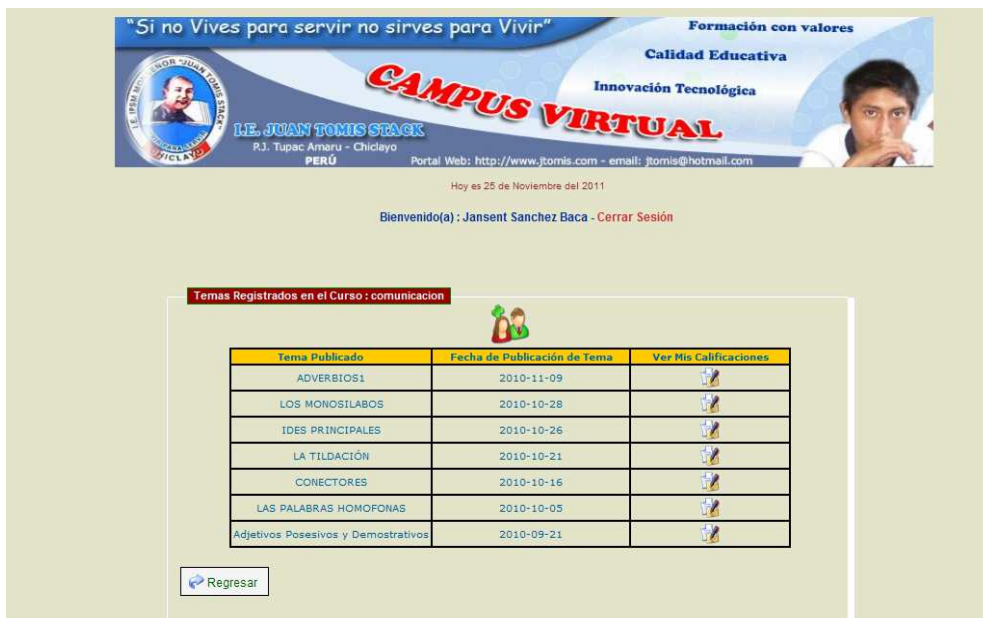 "Si no Vives para servir no sirves para Vivir"
Formación con valores
Calidad Educativa
Innovación Tecnológica
CAMPUS VIRTUAL
I.E. JUAN TOMIS STACK
P.J. Tupac Amaru - Chiclayo
PERÚ
Portal Web: http://www.jtomis.com - email: jtomis@hotmail.com
Hoy es 25 de Noviembre del 2011
Bienvenido(a) : Jansent Sanchez Baca - Cerrar Sesión
Temas Registrados en el Curso : comunicacion
Tema Publicado Fecha de Publicación de Tema Ver Mis Calificaciones
ADVERBIOS1 2010-11-09
LOS MONOSILABOS 2010-10-28
IDES PRINCIPALES 2010-10-26
LA TILDACIÓN 2010-10-21
CONECTORES 2010-10-16
LAS PALABRAS HOMOFONAS 2010-10-05
Adjetivos Posesivos y Demostrativos 2010-09-21
Regresar